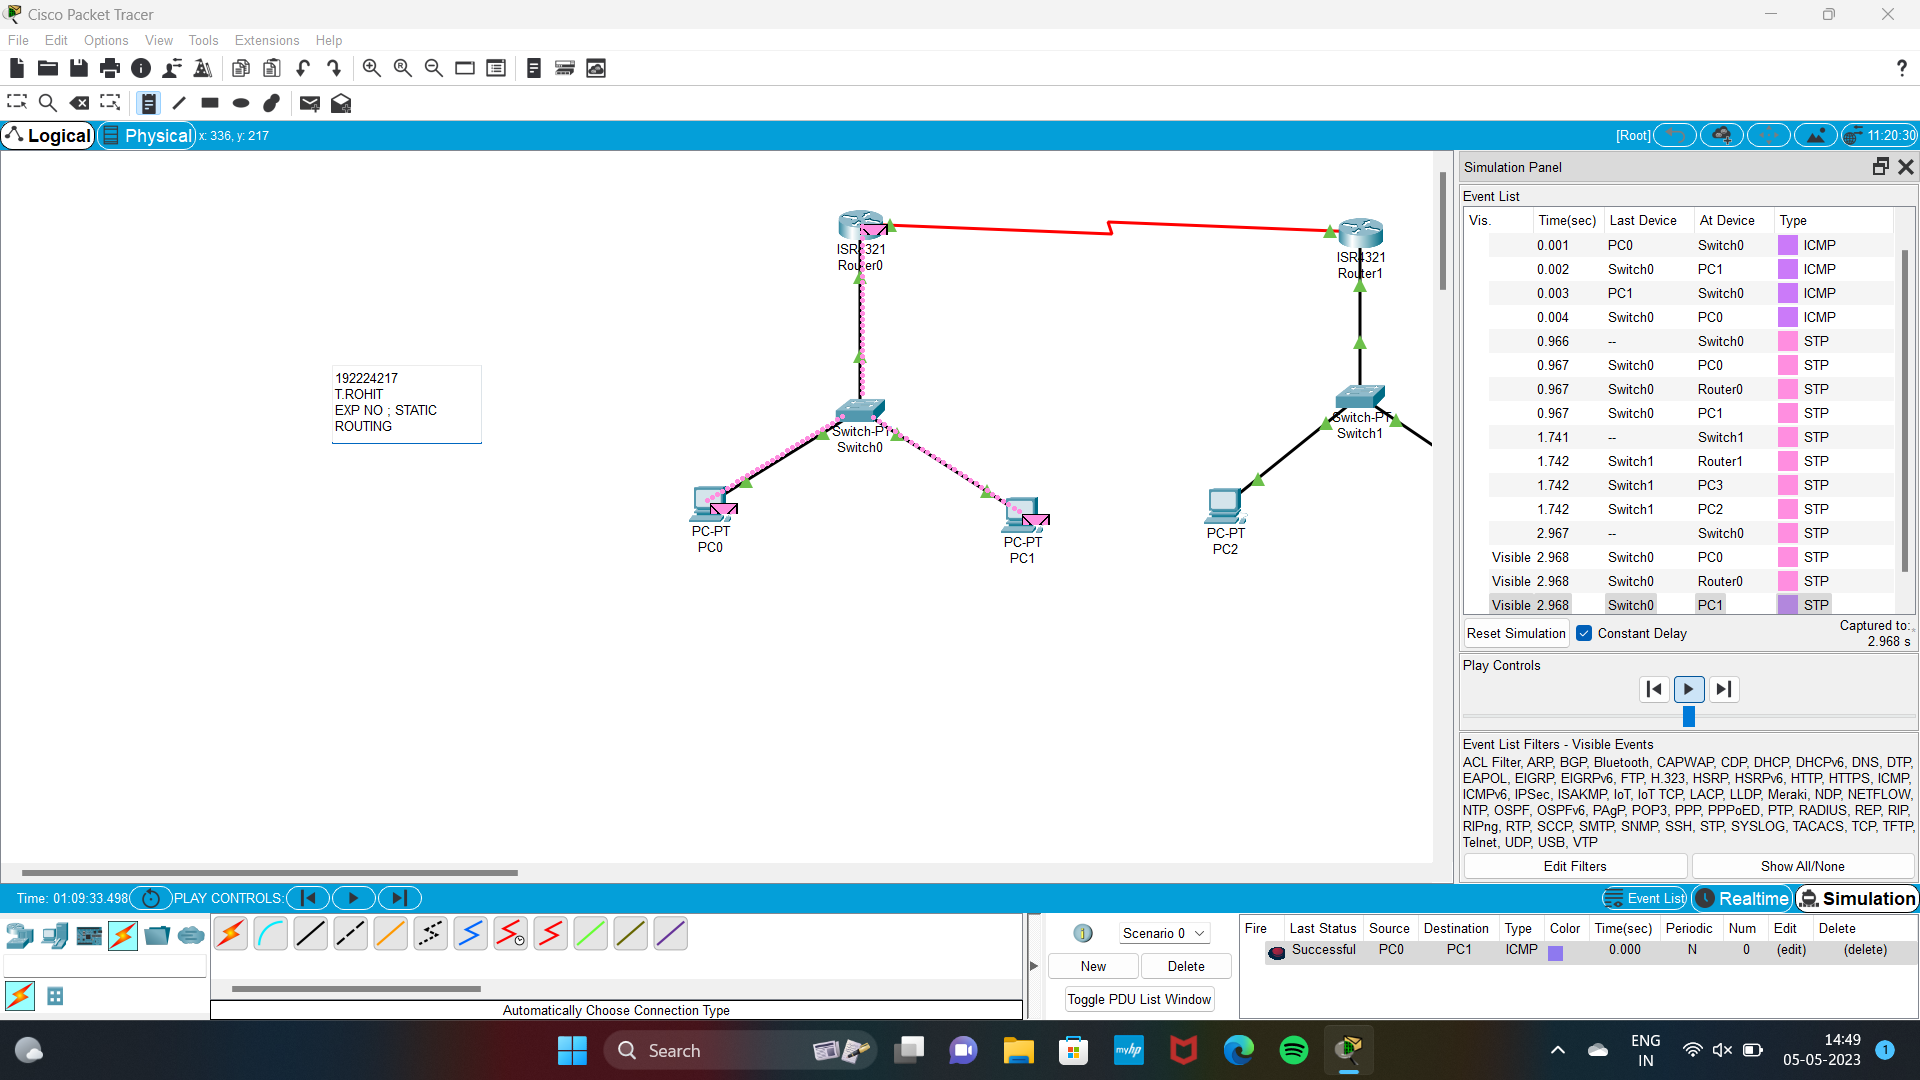 Cisco Packet Tracer
File Edit Options View Tools Extensions Help
?
Logical Physical x: 336, y: 217 [Root] 11:20:30
ISR4321
Router0
ISR4321
Router1
192224217
T.ROHIT
EXP NO ; STATIC
ROUTING
Switch-PT
Switch0
Switch-PT
Switch1
PC-PT
PC0
PC-PT
PC1
PC-PT
PC2
Simulation Panel
Event List
Vis. Time(sec) Last Device At Device Type
0.001 PC0 Switch0 ICMP
0.002 Switch0 PC1 ICMP
0.003 PC1 Switch0 ICMP
0.004 Switch0 PC0 ICMP
0.966 -- Switch0 STP
0.967 Switch0 PC0 STP
0.967 Switch0 Router0 STP
0.967 Switch0 PC1 STP
1.741 -- Switch1 STP
1.742 Switch1 Router1 STP
1.742 Switch1 PC3 STP
1.742 Switch1 PC2 STP
2.967 -- Switch0 STP
Visible 2.968 Switch0 PC0 STP
Visible 2.968 Switch0 Router0 STP
Visible 2.968 Switch0 PC1 STP
Reset Simulation Constant Delay Captured to:
2.968 s
Play Controls
Event List Filters - Visible Events
ACL Filter, ARP, BGP, Bluetooth, CAPWAP, CDP, DHCP, DHCPv6, DNS, DTP,
EAPOL, EIGRP, EIGRPv6, FTP, H.323, HSRP, HSRPv6, HTTP, HTTPS, ICMP,
ICMPv6, IPSec, ISAKMP, IoT, IoT TCP, LACP, LLDP, Meraki, NDP, NETFLOW,
NTP, OSPF, OSPFv6, PAgP, POP3, PPP, PPPoED, PTP, RADIUS, REP, RIP,
RIPng, RTP, SCCP, SMTP, SNMP, SSH, STP, SYSLOG, TACACS, TCP, TFTP,
Telnet, UDP, USB, VTP
Edit Filters Show All/None
Time: 01:09:33.498 PLAY CONTROLS: Event List Realtime Simulation
1 Scenario 0
New Delete
Toggle PDU List Window
Fire Last Status Source Destination Type Color Time(sec) Periodic Num Edit Delete
Successful PC0 PC1 ICMP 0.000 N 0 (edit) (delete)
Automatically Choose Connection Type
Search
myhp
ENG
IN
14:49
05-05-2023
1